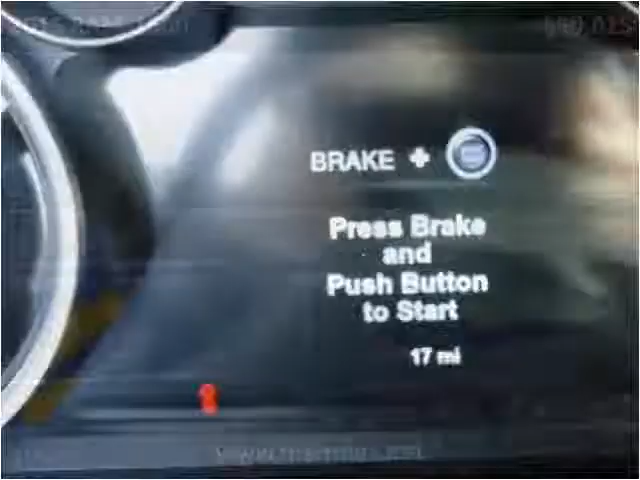 BRAKE +
Press Brake
and
Push Button
to Start
17 mi